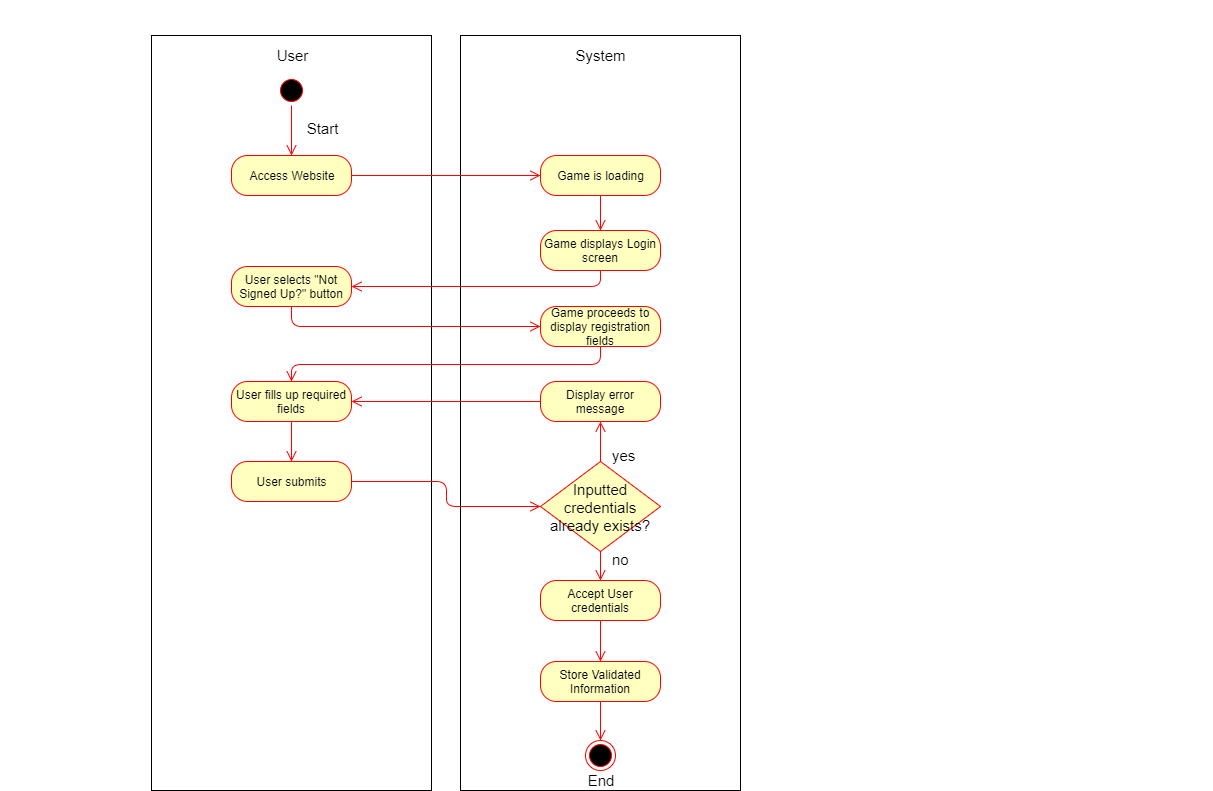 User
System
Start
Access Website
Game is loading
Game displays Login
screen
User selects "Not
Signed Up?" button
Game proceeds to
display registration
fields
User fills up required
fields
Display error
message
yes
User submits
Inputted
credentials
already exists?
no
Accept User
credentials
Store Validated
Information
End